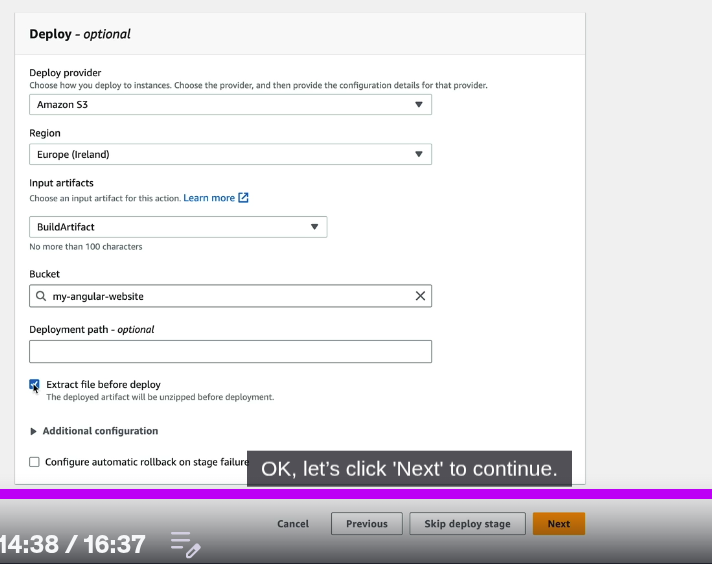 Deploy - optional
Deploy provider
Choose how you deploy to instances. Choose the provider, and then provide the configuration details for that provider.
Amazon S3
Region
Europe (Ireland)
Input artifacts
Choose an input artifact for this action. Learn more
BuildArtifact
No more than 100 characters
Bucket
my-angular-website
Deployment path - optional
Extract file before deploy
The deployed artifact will be unzipped before deployment.
Additional configuration
Configure automatic rollback on stage failure
OK, let's click 'Next' to continue.
Cancel Previous Skip deploy stage Next
14:38 / 16:37